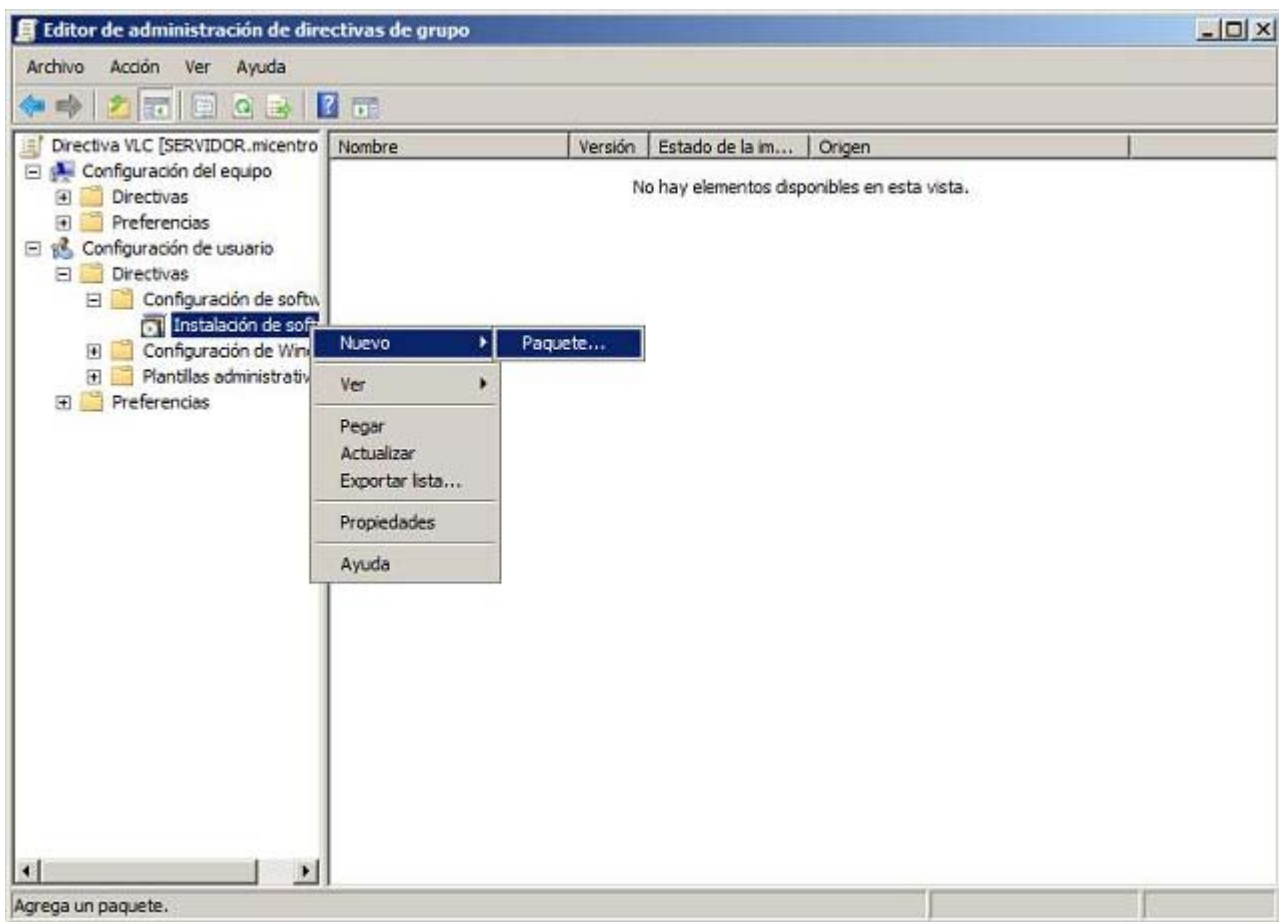 Editor de administración de directivas de grupo
Archivo Acción Ver Ayuda
Directiva VLC [SERVIDOR.micentro
Nombre Versión Estado de la im... Origen
Configuración del equipo
No hay elementos disponibles en esta vista.
Directivas
Preferencias
Configuración de usuario
Directivas
Configuración de softw
Instalación de soft
Configuración de Win
Plantillas administrativ
Preferencias
Nuevo
Paquete...
Ver
Pegar
Actualizar
Exportar lista...
Propiedades
Ayuda
Agrega un paquete.